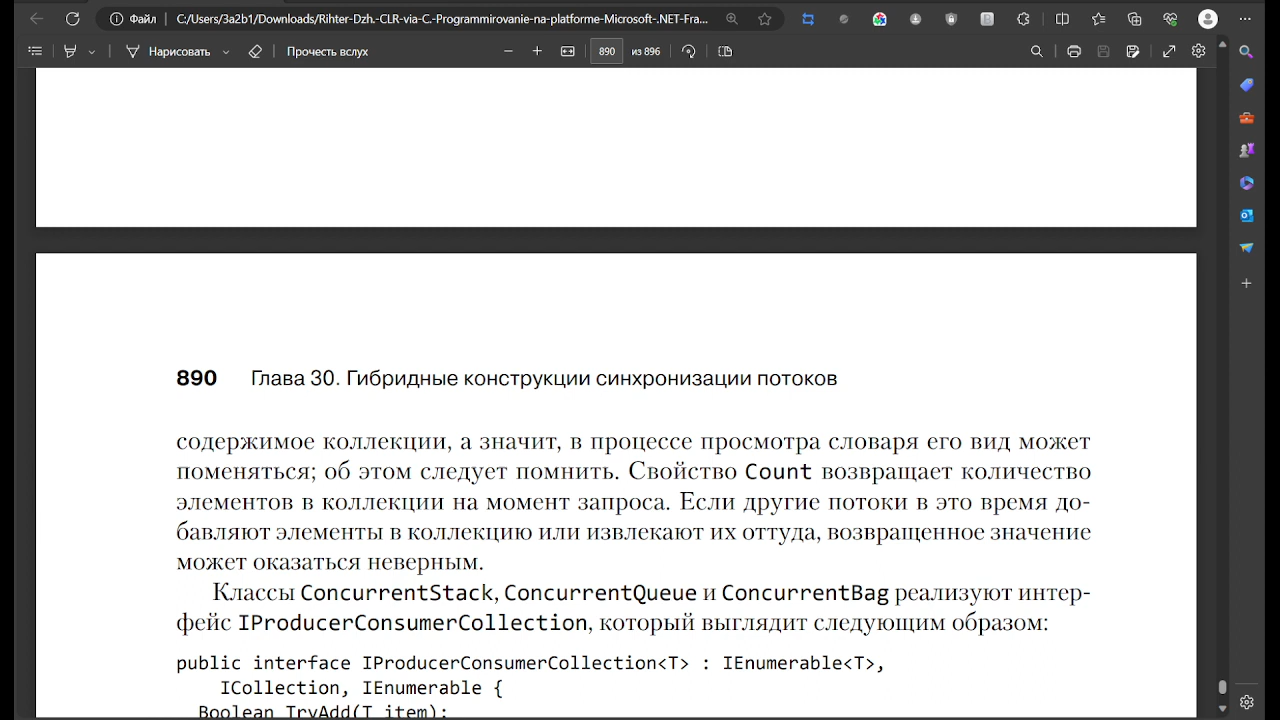 Файл
C:/Users/3a2b1/Downloads/Rihter-Dzh.-CLR-via-C.-Programmirovanie-na-platforme-Microsoft-.NET-Fra...
Нарисовать
Прочесть вслух
890 из 896
890 Глава 30. Гибридные конструкции синхронизации потоков
содержимое коллекции, а значит, в процессе просмотра словаря его вид может
поменяться; об этом следует помнить. Свойство Count возвращает количество
элементов в коллекции на момент запроса. Если другие потоки в это время до-
бавляют элементы в коллекцию или извлекают их оттуда, возвращенное значение
может оказаться неверным.
Классы ConcurrentStack, ConcurrentQueue и ConcurrentBag реализуют интер-
фейс IProducerConsumerCollection, который выглядит следующим образом:
public interface IProducerConsumerCollection<T> : IEnumerable<T>,
ICollection, IEnumerable {
Boolean TryAdd(T item);